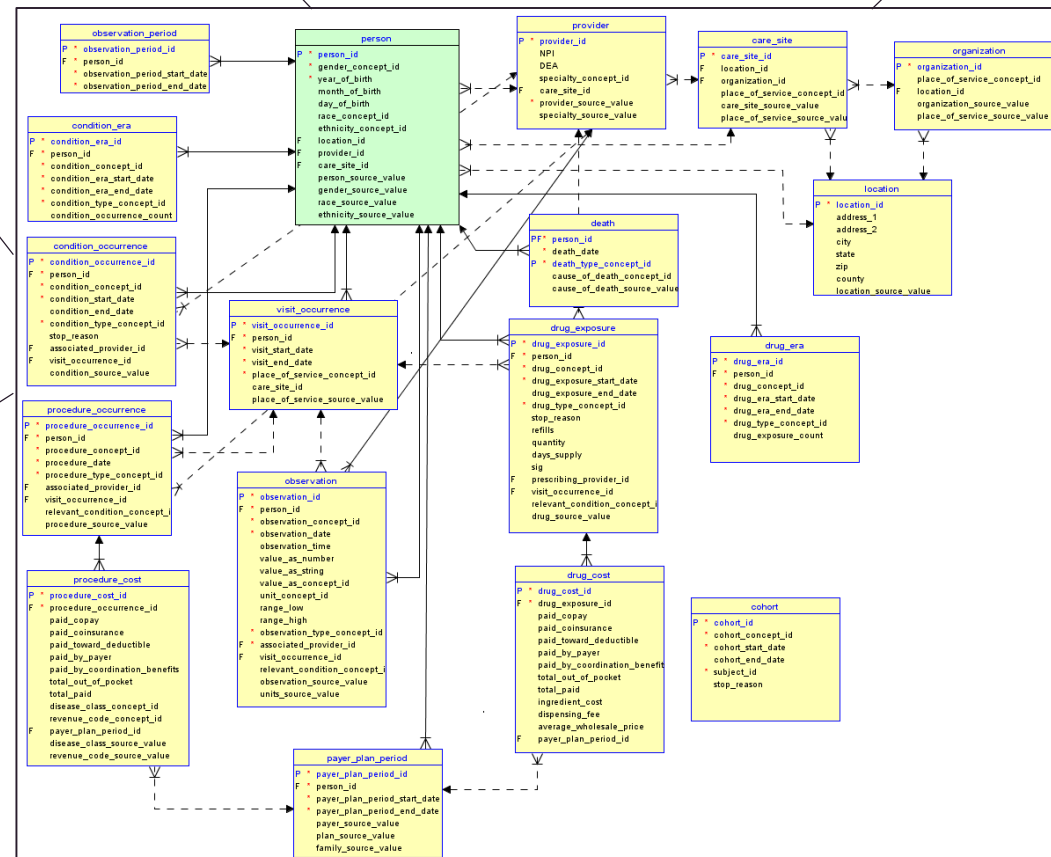 observation_period
P * observation_period_id
F * person_id
* observation_period_start_date
* observation_period_end_date
person
P * person_id
* gender_concept_id
* year_of_birth
month_of_birth
day_of_birth
race_concept_id
ethnicity_concept_id
F location_id
F provider_id
F care_site_id
person_source_value
gender_source_value
race_source_value
ethnicity_source_value
provider
P * provider_id
NPI
DEA
specialty_concept_id
F care_site_id
* provider_source_value
specialty_source_value
care_site
P * care_site_id
F location_id
F organization_id
place_of_service_concept_id
care_site_source_value
place_of_service_source_valu
organization
P * organization_id
place_of_service_concept_id
F location_id
organization_source_value
place_of_service_source_value
condition_era
P * condition_era_id
F * person_id
* condition_concept_id
* condition_era_start_date
* condition_era_end_date
* condition_type_concept_id
condition_occurrence_count
location
P * location_id
address_1
address_2
city
state
zip
county
location_source_value
condition_occurrence
P * condition_occurrence_id
F * person_id
* condition_concept_id
* condition_start_date
condition_end_date
* condition_type_concept_id
stop_reason
F associated_provider_id
F visit_occurrence_id
condition_source_value
death
PF* person_id
* death_date
P * death_type_concept_id
cause_of_death_concept_id
cause_of_death_source_value
visit_occurrence
P * visit_occurrence_id
F * person_id
* visit_start_date
* visit_end_date
* place_of_service_concept_id
care_site_id
place_of_service_source_value
drug_exposure
P * drug_exposure_id
F * person_id
* drug_concept_id
* drug_exposure_start_date
drug_exposure_end_date
* drug_type_concept_id
stop_reason
refills
quantity
days_supply
sig
F prescribing_provider_id
F visit_occurrence_id
relevant_condition_concept_i
drug_source_value
drug_era
P * drug_era_id
F * person_id
* drug_concept_id
* drug_era_start_date
* drug_era_end_date
* drug_type_concept_id
drug_exposure_count
procedure_occurrence
P * procedure_occurrence_id
F * person_id
* procedure_concept_id
* procedure_date
* procedure_type_concept_id
F associated_provider_id
F visit_occurrence_id
relevant_condition_concept_i
procedure_source_value
observation
P * observation_id
F * person_id
* observation_concept_id
* observation_date
observation_time
value_as_number
value_as_string
value_as_concept_id
unit_concept_id
range_low
range_high
* observation_type_concept_id
F * associated_provider_id
F visit_occurrence_id
relevant_condition_concept_i
observation_source_value
units_source_value
procedure_cost
P * procedure_cost_id
F * procedure_occurrence_id
paid_copay
paid_coinsurance
paid_toward_deductible
paid_by_payer
paid_by_coordination_benefits
total_out_of_pocket
total_paid
disease_class_concept_id
revenue_code_concept_id
F payer_plan_period_id
disease_class_source_value
revenue_code_source_value
drug_cost
P * drug_cost_id
F * drug_exposure_id
paid_copay
paid_coinsurance
paid_toward_deductible
paid_by_payer
paid_by_coordination_benefit
total_out_of_pocket
total_paid
ingredient_cost
dispensing_fee
average_wholesale_price
F payer_plan_period_id
cohort
P * cohort_id
* cohort_concept_id
* cohort_start_date
cohort_end_date
* subject_id
stop_reason
payer_plan_period
P * payer_plan_period_id
F * person_id
* payer_plan_period_start_date
* payer_plan_period_end_date
payer_source_value
plan_source_value
family_source_value